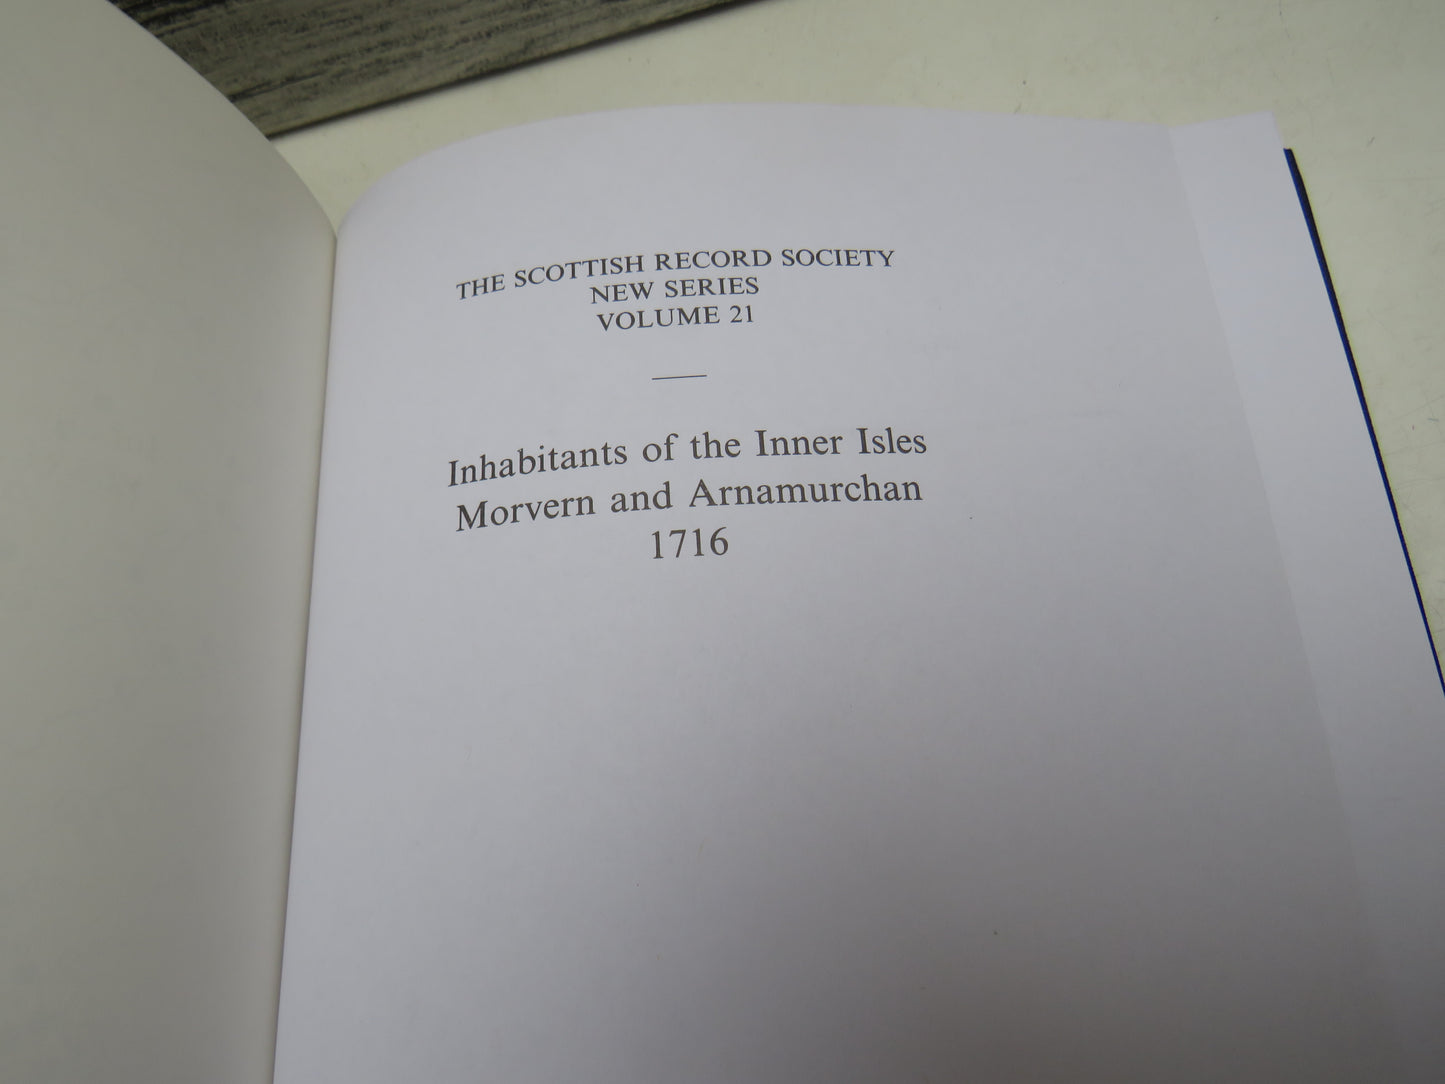 THE SCOTTISH RECORD SOCIETY
NEW SERIES
VOLUME 21
Inhabitants of the Inner Isles
Morvern and Arnamurchan
1716